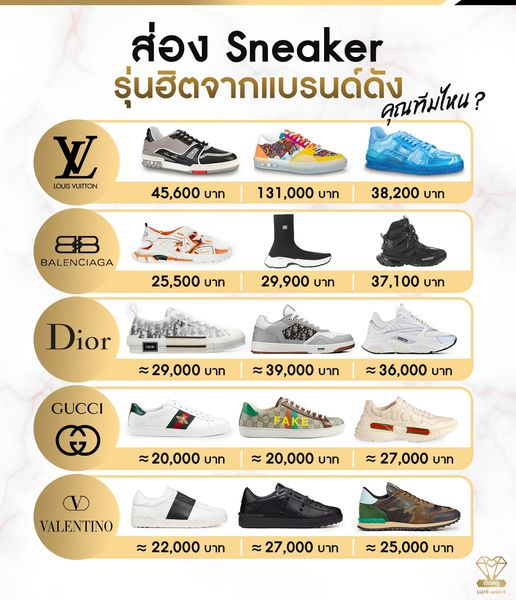 ส่อง Sneaker
รุ่นฮิตจากแบรนด์ดัง
คุณทีมไหน ?
LV
LOUIS VUITTON
45,600 บาท
131,000 บาท
38,200 บาท
BB
BALENCIAGA
25,500 บาท
29,900 บาท
37,100 บาท
Dior
DIOR
≈ 29,000 บาท
≈ 39,000 บาท
≈ 36,000 บาท
GUCCI
GG
FAKE
≈ 20,000 บาท
≈ 20,000 บาท
≈ 27,000 บาท
V
VALENTINO
≈ 22,000 บาท
≈ 27,000 บาท
≈ 25,000 บาท